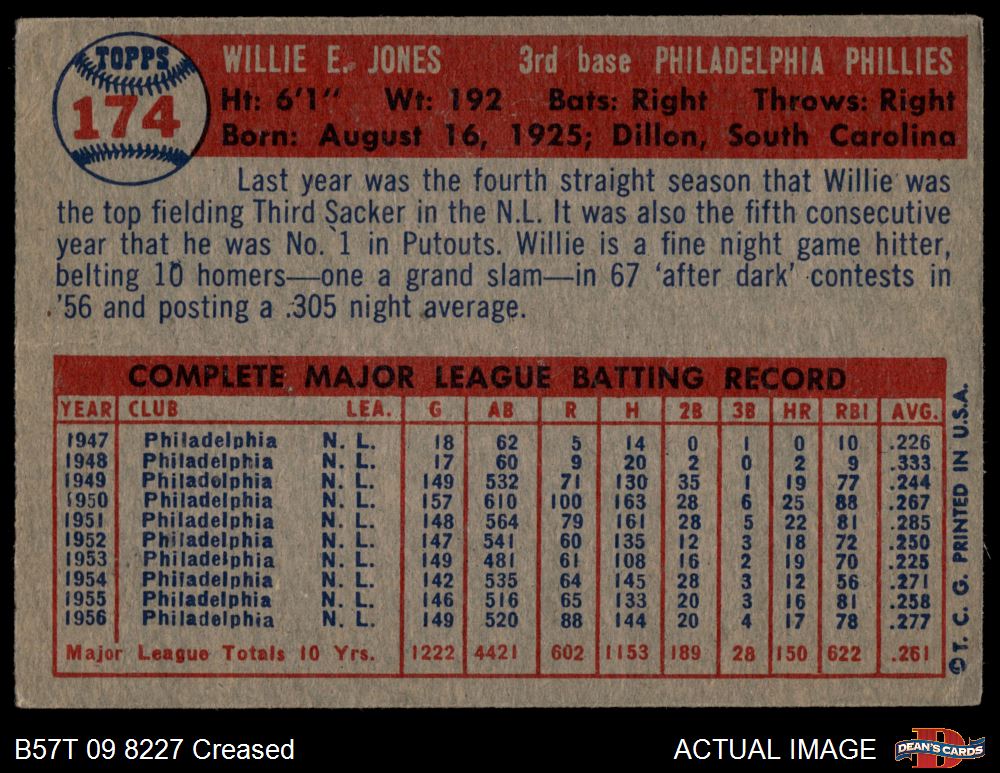 TOPPS
174
WILLIE E. JONES 3rd base PHILADELPHIA PHILLIES
Ht: 6'1" Wt: 192 Bats: Right Throws: Right
Born: August 16, 1925; Dillon, South Carolina
Last year was the fourth straight season that Willie was
the top fielding Third Sacker in the N.L. It was also the fifth consecutive
year that he was No. 1 in Putouts. Willie is a fine night game hitter,
belting 10 homers—one a grand slam—in 67 'after dark' contests in
'56 and posting a .305 night average.
COMPLETE MAJOR LEAGUE BATTING RECORD
YEAR CLUB LEA. G AB R H 2B 3B HR RBI AVG.
1947 Philadelphia N. L. 18 62 5 14 0 1 0 10 .226
1948 Philadelphia N. L. 17 60 9 20 2 0 2 9 .333
1949 Philadelphia N. L. 149 532 71 130 35 1 19 77 .244
1950 Philadelphia N. L. 157 610 100 163 28 6 25 88 .267
1951 Philadelphia N. L. 148 564 79 161 28 5 22 81 .285
1952 Philadelphia N. L. 147 541 60 135 12 3 18 72 .250
1953 Philadelphia N. L. 149 481 61 108 16 2 19 70 .225
1954 Philadelphia N. L. 142 535 64 145 28 3 12 56 .271
1955 Philadelphia N. L. 146 516 65 133 20 3 16 81 .258
1956 Philadelphia N. L. 149 520 88 144 20 4 17 78 .277
Major League Totals 10 Yrs. 1222 4421 602 1153 189 28 150 622 .261
© T. C. G. PRINTED IN U.S.A.
B57T 09 8227 Creased
ACTUAL IMAGE
DEAN'S CARDS